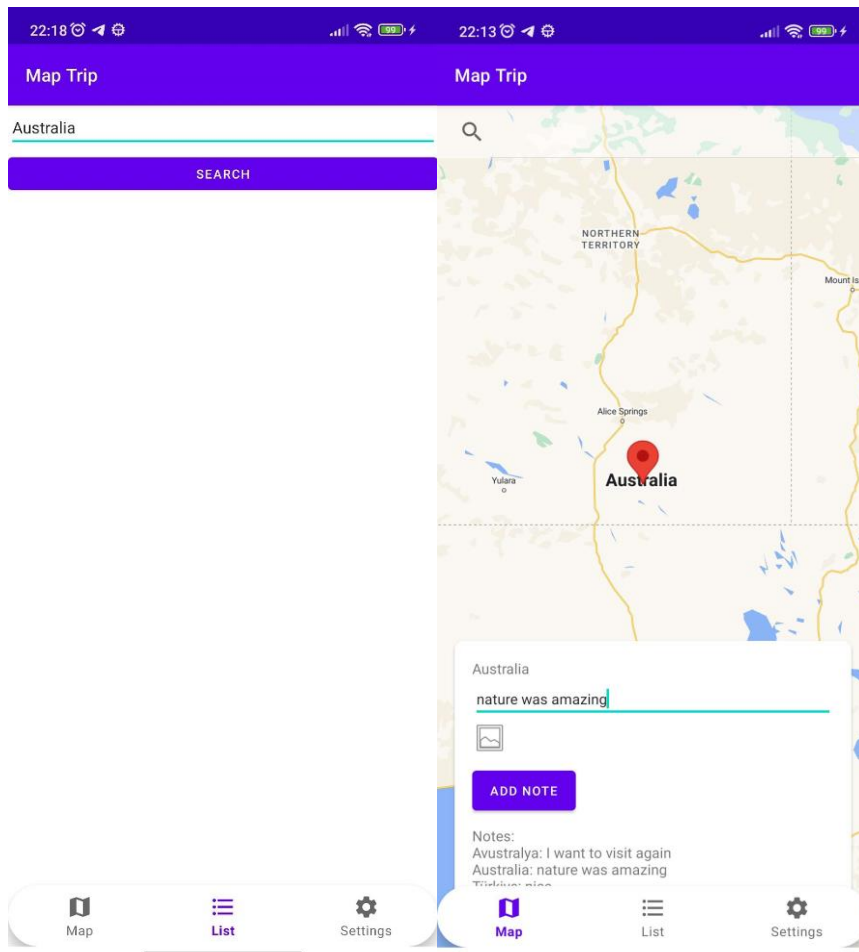 22:18
99
Map Trip
Australia
SEARCH
Map
List
Settings
22:13
99
Map Trip
NORTHERN
TERRITORY
Mount Is
Alice Springs
Yulara
Australia
Australia
nature was amazing
ADD NOTE
Notes:
Avustralya: I want to visit again
Australia: nature was amazing
Türkiye: nice
Map
List
Settings